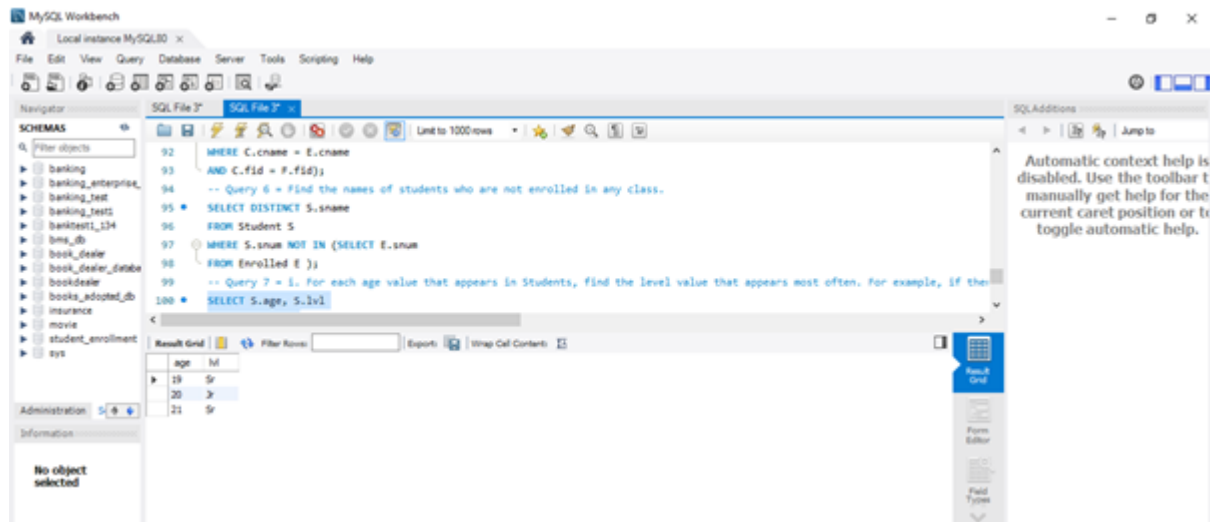 MySQL Workbench
Local instance MySQL80 ×
File Edit View Query Database Server Tools Scripting Help
Navigator
SCHEMAS
Filter objects
banking
banking_enterprise_
banking_test
banking_test1
banktest1_134
bms_db
book_dealer
book_dealer_databe
bookdealer
books_adopted_db
insurance
movie
student_enrollment
sys
Administration S
Information
No object
selected
SQL File 3* SQL File 3* ×
Limit to 1000 rows
92 WHERE C.cname = E.cname
93 AND C.fid = F.fid);
94 -- Query 6 = Find the names of students who are not enrolled in any class.
95 SELECT DISTINCT S.sname
96 FROM Student S
97 WHERE S.snum NOT IN (SELECT E.snum
98 FROM Enrolled E );
99 -- Query 7 = i. For each age value that appears in Students, find the level value that appears most often. For example, if the
100 SELECT S.age, S.lvl
Result Grid Filter Rows: Export: Wrap Cell Content:
age lvl
19 Sr
20 Jr
21 Sr
Result
Grid
Form
Editor
Field
Types
SQLAdditions
Jump to
Automatic context help is
disabled. Use the toolbar t
manually get help for the
current caret position or to
toggle automatic help.